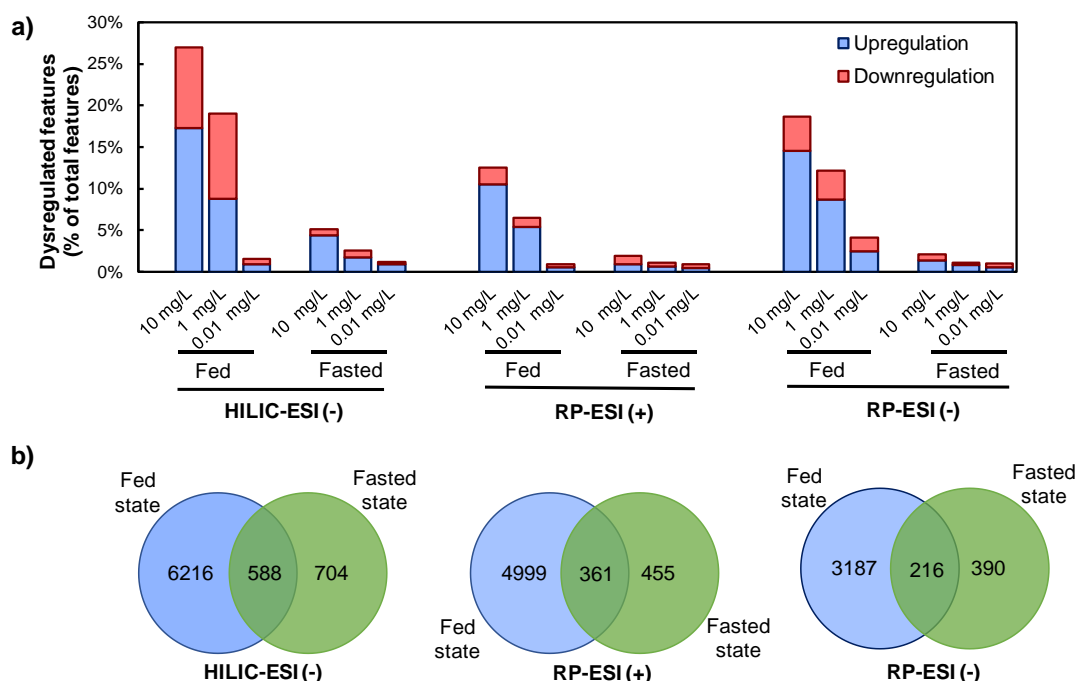 a)
30%
25%
20%
15%
10%
5%
0%
Dysregulated features
(% of total features)
Upregulation
Downregulation
10 mg/L
1 mg/L
0.01 mg/L
10 mg/L
1 mg/L
0.01 mg/L
10 mg/L
1 mg/L
0.01 mg/L
10 mg/L
1 mg/L
0.01 mg/L
10 mg/L
1 mg/L
0.01 mg/L
10 mg/L
1 mg/L
0.01 mg/L
Fed
Fasted
Fed
Fasted
Fed
Fasted
HILIC-ESI (-)
RP-ESI (+)
RP-ESI (-)
b)
Fed
state
Fasted
state
6216
588
704
HILIC-ESI (-)
4999
361
455
Fed
state
Fasted
state
RP-ESI (+)
Fed
state
Fasted
state
3187
216
390
RP-ESI (-)